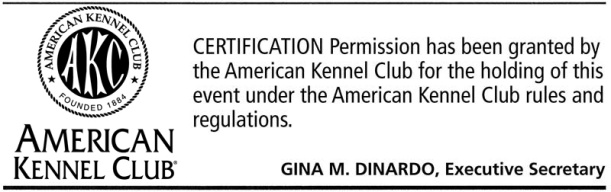 AMERICAN KENNEL CLUB
AKC
FOUNDED 1884
AMERICAN
KENNEL CLUB®
CERTIFICATION Permission has been granted by
the American Kennel Club for the holding of this
event under the American Kennel Club rules and
regulations.
GINA M. DINARDO, Executive Secretary